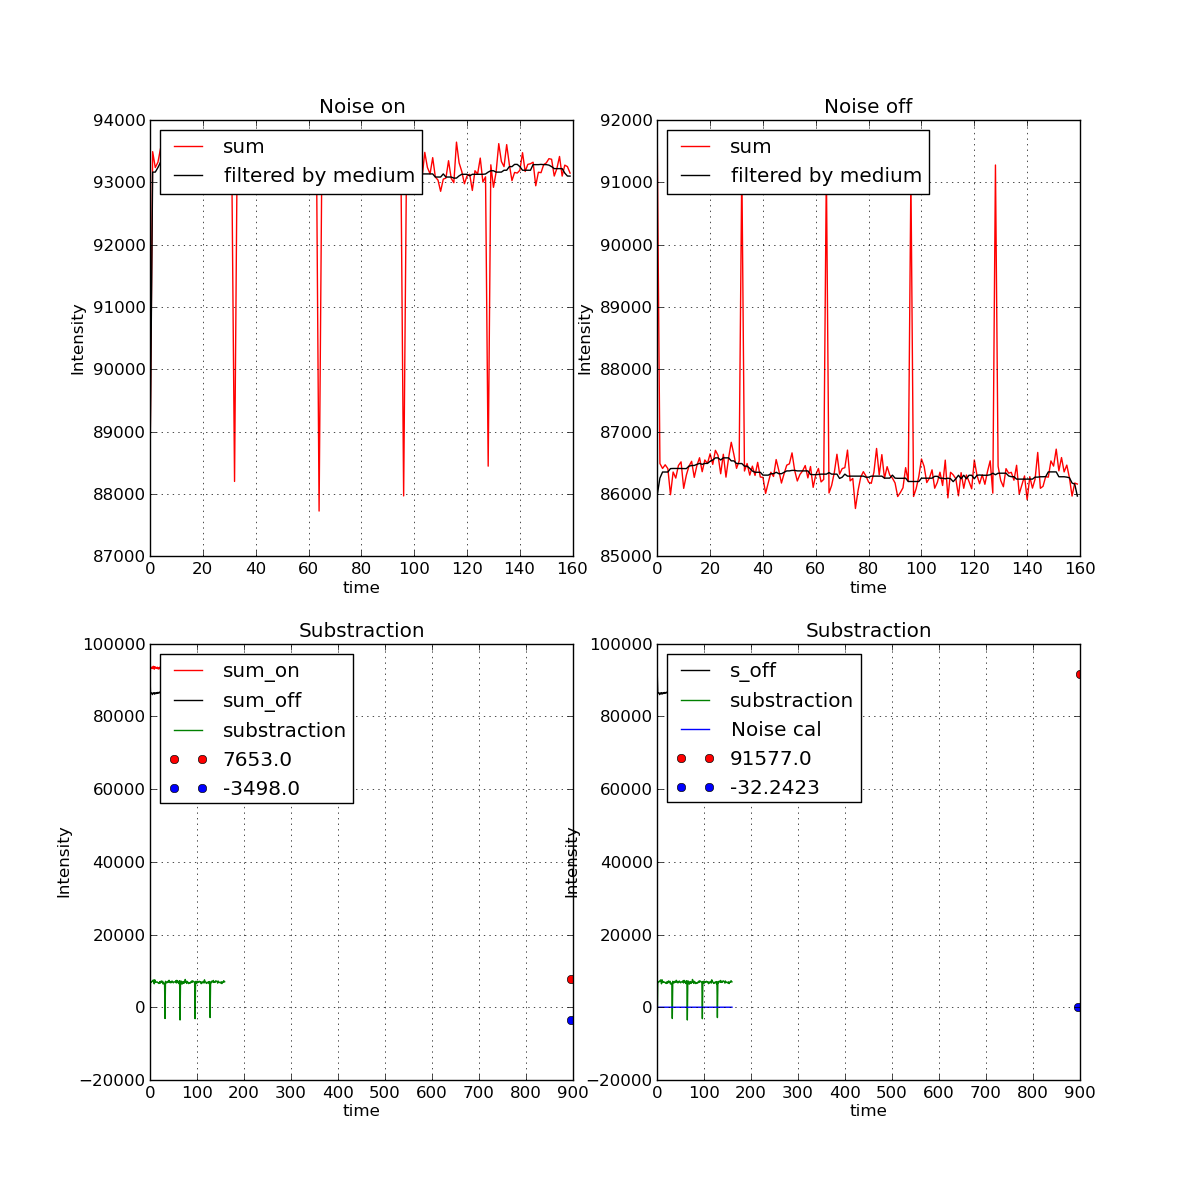 Noise on
94000
93000
92000
91000
90000
89000
88000
87000
Intensity
sum
filtered by medium
0 20 40 60 80 100 120 140 160
time
Noise off
92000
91000
90000
89000
88000
87000
86000
85000
Intensity
sum
filtered by medium
0 20 40 60 80 100 120 140 160
time
Substraction
100000
80000
60000
40000
20000
0
−20000
Intensity
sum_on
sum_off
substraction
7653.0
-3498.0
0 100 200 300 400 500 600 700 800 900
time
Substraction
100000
80000
60000
40000
20000
0
−20000
Intensity
s_off
substraction
Noise cal
91577.0
-32.2423
0 100 200 300 400 500 600 700 800 900
time